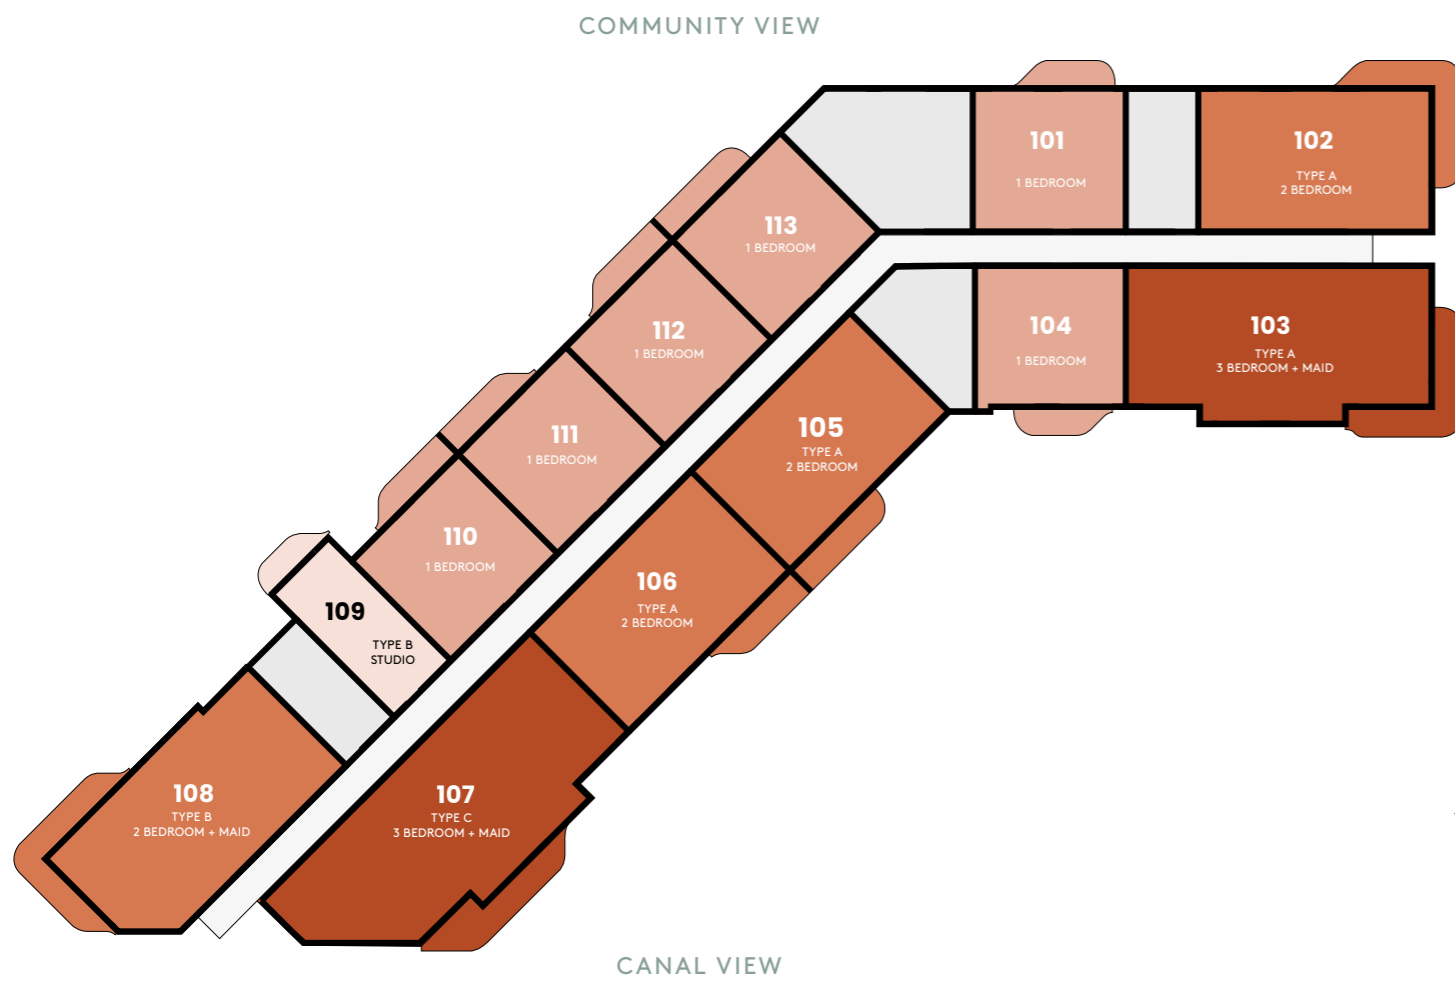 COMMUNITY VIEW
101
1 BEDROOM
102
TYPE A
2 BEDROOM
113
1 BEDROOM
112
1 BEDROOM
104
1 BEDROOM
103
TYPE A
3 BEDROOM + MAID
111
1 BEDROOM
105
TYPE A
2 BEDROOM
110
1 BEDROOM
106
TYPE A
2 BEDROOM
109
TYPE B
STUDIO
108
TYPE B
2 BEDROOM + MAID
107
TYPE C
3 BEDROOM + MAID
CANAL VIEW